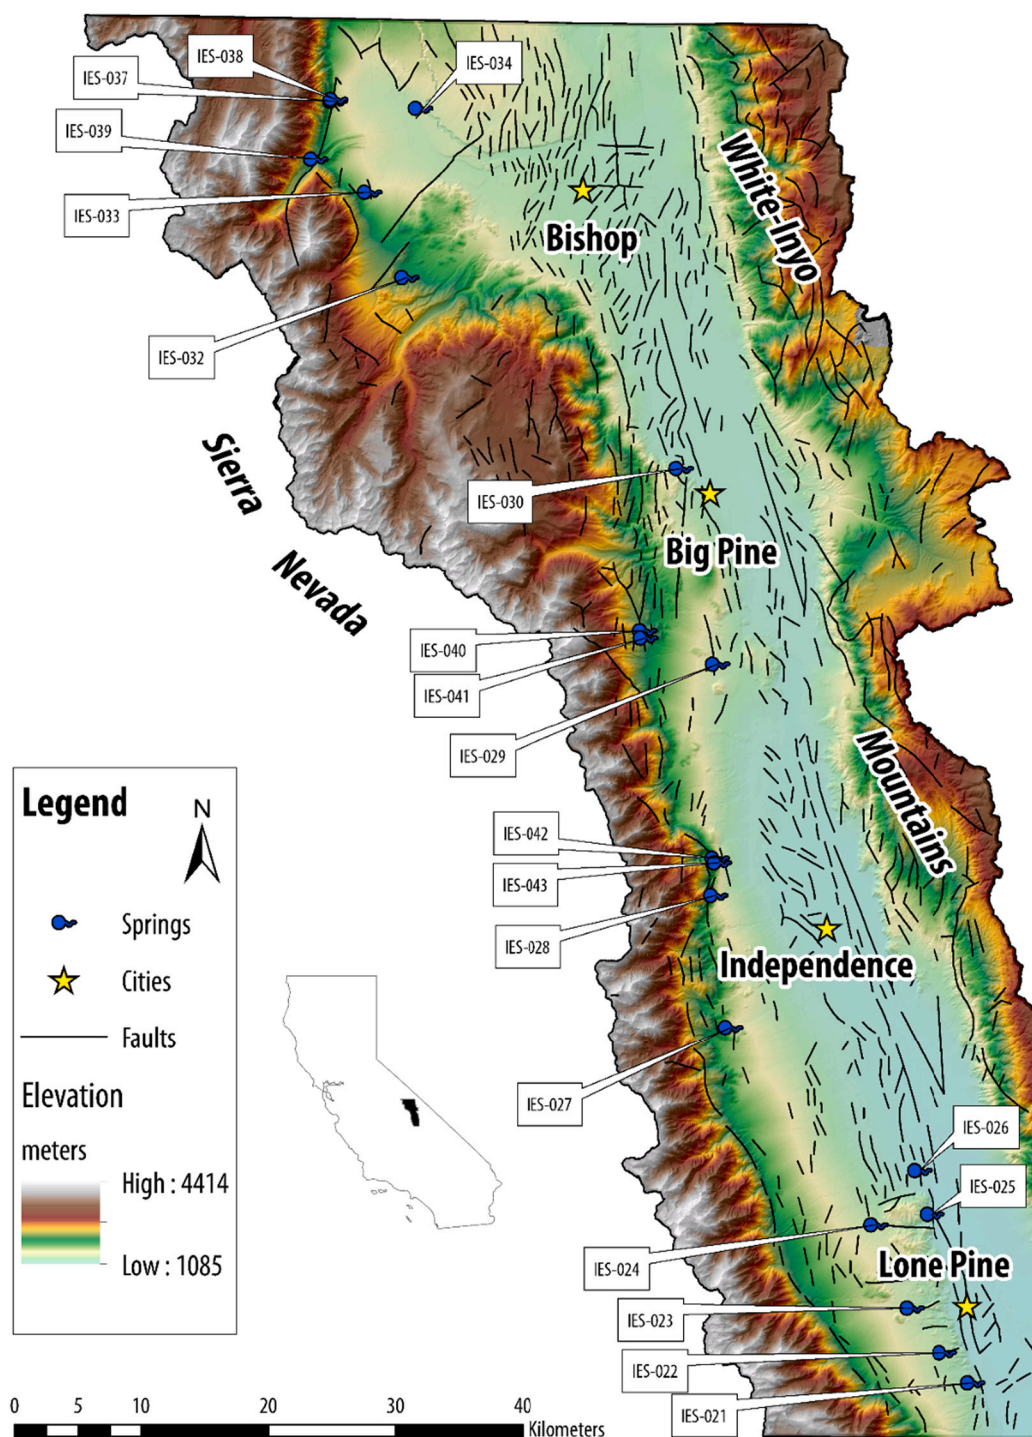 IES-038
IES-037
IES-034
IES-039
IES-033
IES-032
Bishop
White-Inyo
Mountains
Sierra
Nevada
IES-030
Big Pine
IES-040
IES-041
IES-029
IES-042
IES-043
IES-028
Independence
IES-027
IES-026
IES-025
IES-024
Lone Pine
IES-023
IES-022
IES-021
Legend
N
Springs
Cities
Faults
Elevation
meters
High : 4414
Low : 1085
0 5 10 20 30 40
Kilometers